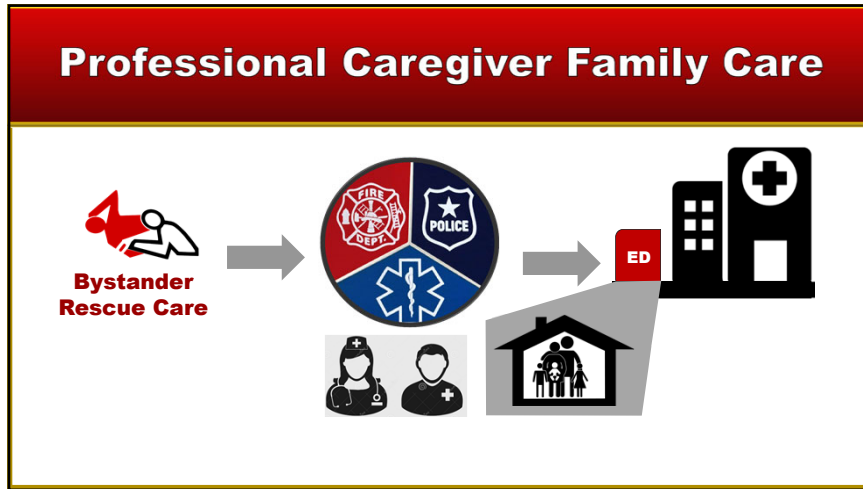 Professional Caregiver Family Care
FIRE
DEPT.
POLICE
ED
Bystander
Rescue Care